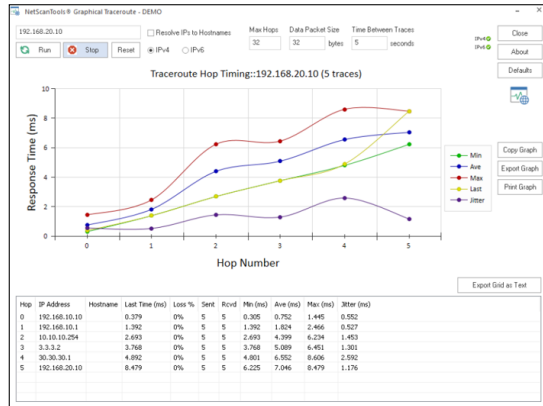 NetScanTools® Graphical Traceroute - DEMO
192.168.20.10
Resolve IPs to Hostnames
Max Hops Data Packet Size Time Between Traces
32 32 bytes 5 seconds
IPv4
IPv6
Close
Run Stop Reset IPv4 IPv6
About
Defaults
Traceroute Hop Timing::192.168.20.10 (5 traces)
Response Time (ms)
10
8
6
4
2
0
0 1 2 3 4 5
Hop Number
Min
Ave
Max
Last
Jitter
Copy Graph
Export Graph
Print Graph
Export Grid as Text
Hop IP Address Hostname Last Time (ms) Loss % Sent Rcvd Min (ms) Ave (ms) Max (ms) Jitter (ms)
0 192.168.10.10 0.379 0% 5 5 0.305 0.752 1.445 0.552
1 192.168.10.1 1.392 0% 5 5 1.392 1.824 2.466 0.527
2 10.10.10.254 2.693 0% 5 5 2.693 4.399 6.234 1.453
3 3.3.3.2 3.768 0% 5 5 3.768 5.089 6.451 1.301
4 30.30.30.1 4.892 0% 5 5 4.801 6.552 8.606 2.592
5 192.168.20.10 8.479 0% 5 5 6.225 7.046 8.479 1.176